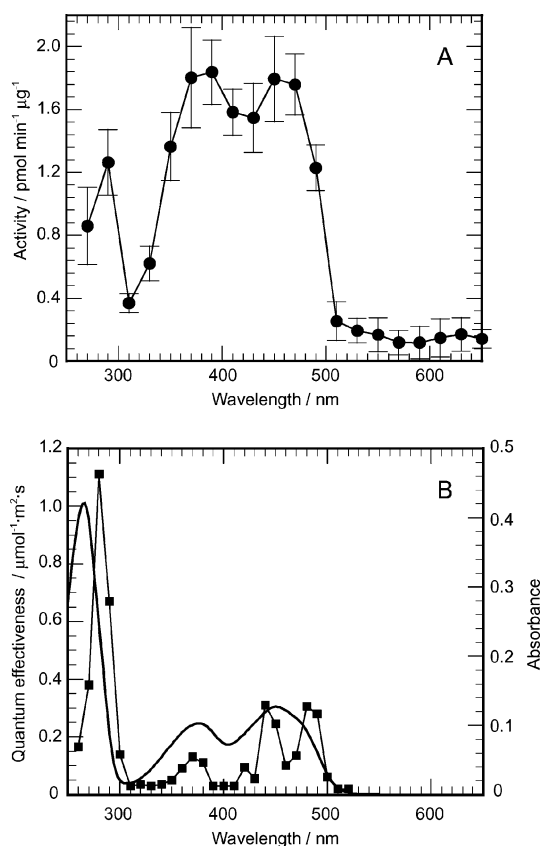 A
2.0
1.6
1.2
0.8
0.4
0
Activity / pmol min⁻¹ μg⁻¹
300 400 500 600
Wavelength / nm
B
1.2
1.0
0.8
0.6
0.4
0.2
0
Quantum effectiveness / μmol⁻¹·m²·s
0.5
0.4
0.3
0.2
0.1
0
Absorbance
300 400 500 600
Wavelength / nm